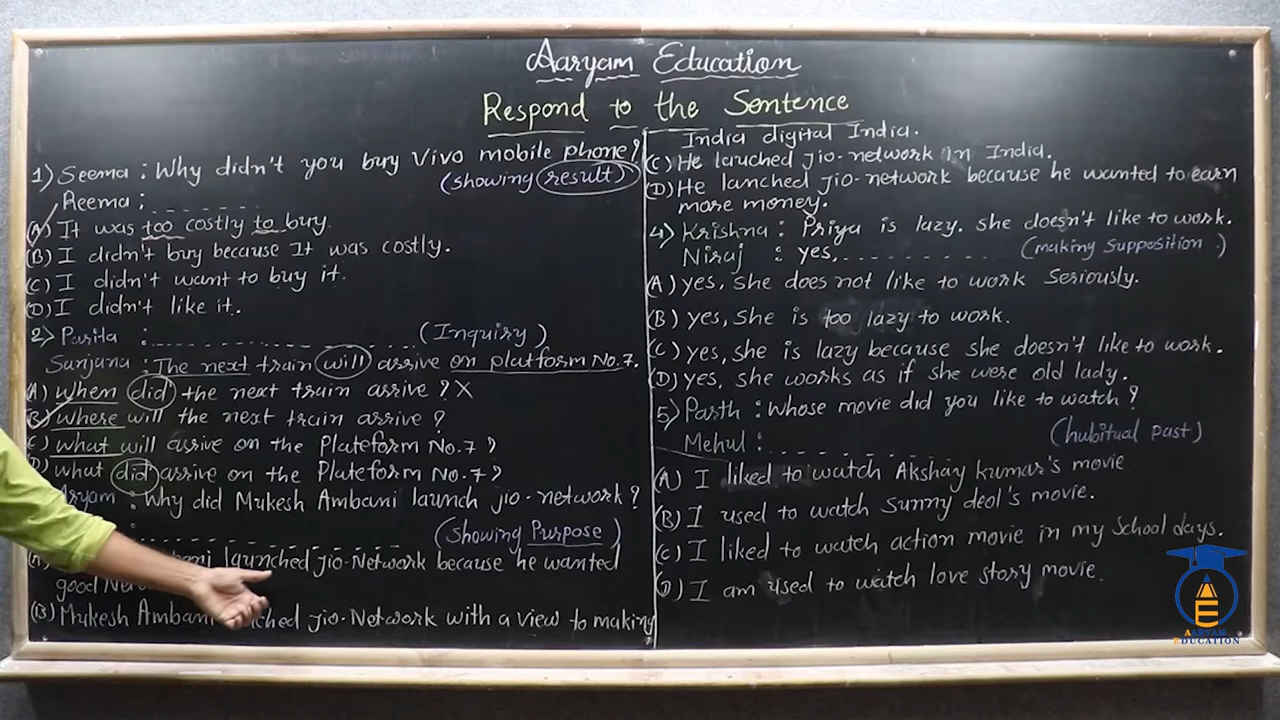 Aaryam Education
Respond to the Sentence
1) Seema : Why didn't you buy Vivo mobile phone?
(showing result)
Reema : - - - - - - - - -
(A) It was too costly to buy.
(B) I didn't buy because It was costly.
(C) I didn't want to buy it.
(D) I didn't like it.
2) Parita : - - - - - - - - - - - - - - - - (Inquiry)
Sanjana : The next train will arrive on platform No. 7.
(A) when did the next train arrive ? X
(B) where will the next train arrive ?
(C) what will arrive on the Plateform No. 7 ?
(D) what did arrive on the Plateform No. 7 ?
Why did Mukesh Ambani launch jio-network ?
: - - - - - - - - - - - - - - (Showing Purpose)
launched jio-Network because he wanted
good
(B) Mukesh Ambani jio-Network with a view to making
India digital India.
(C) He lauched jio-network in India.
(D) He lanched jio-network because he wanted to earn
more money.
4) Krishna : Priya is lazy. she doesn't like to work.
Niraj : yes, - - - - - - - - - - (making supposition)
(A) yes, she does not like to work Seriously.
(B) yes, she is too lazy to work.
(C) yes, she is lazy because she doesn't like to work.
(D) yes, she works as if she were old lady.
5) Parth : Whose movie did you like to watch ?
Mehul : - - - - - - - - - - - - (hubitual past)
(A) I liked to watch Akshay kumar's movie
(B) I used to watch Sunny deol's movie.
(C) I liked to watch action movie in my School days.
(D) I am used to watch love story movie.
AARYAM
EDUCATION